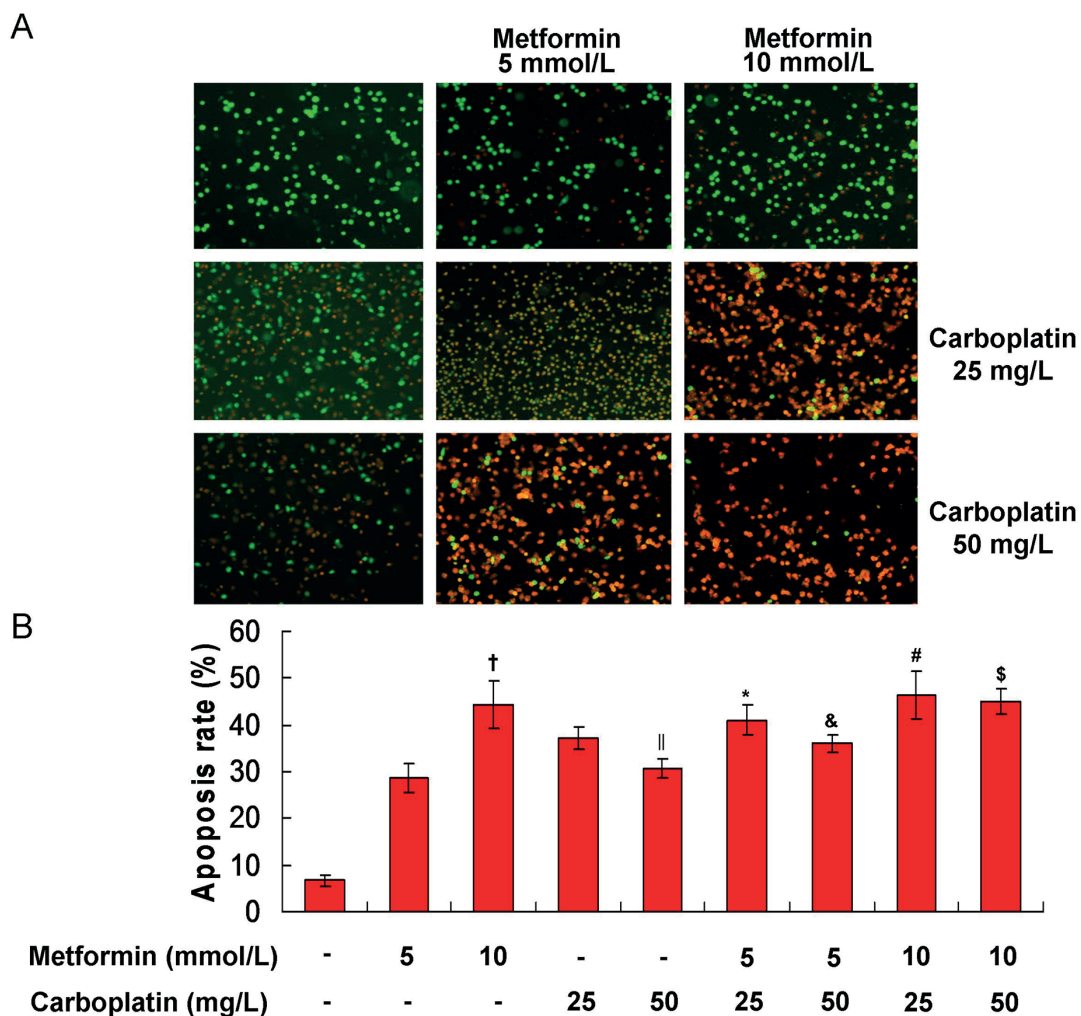 A
Metformin
5 mmol/L
Metformin
10 mmol/L
Carboplatin
25 mg/L
Carboplatin
50 mg/L
B
Apoposis rate (%)
60
50
40
30
20
10
0
†
||
*
&
#
$
Metformin (mmol/L) - 5 10 - - 5 5 10 10
Carboplatin (mg/L) - - - 25 50 25 50 25 50